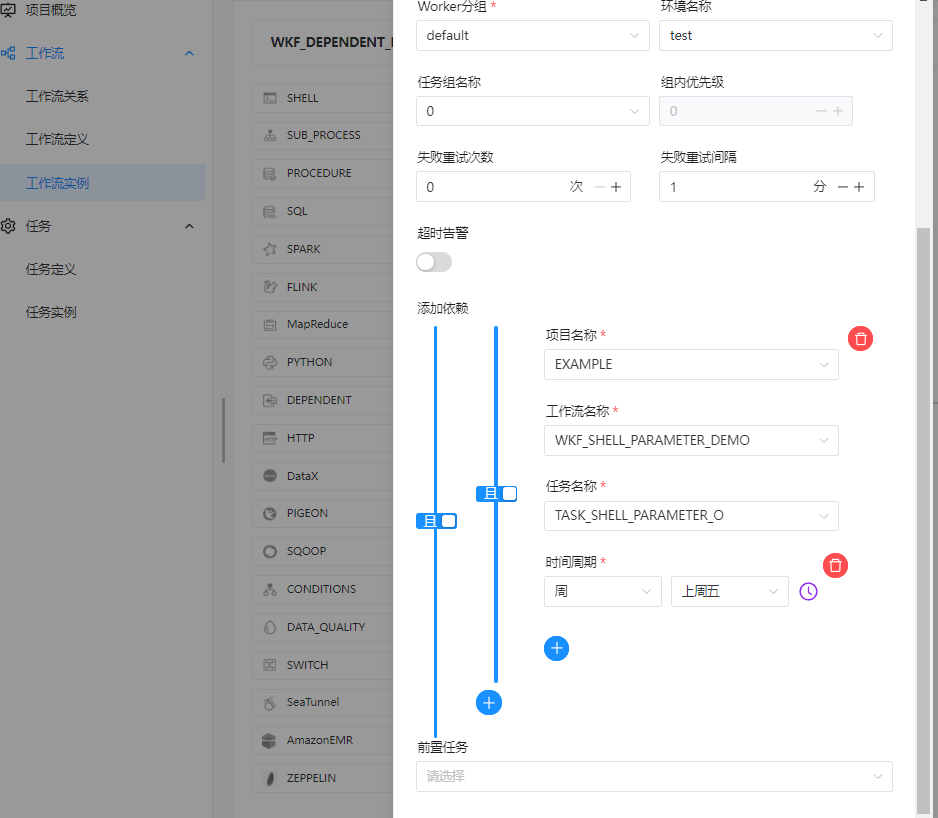 项目概览
工作流
工作流关系
工作流定义
工作流实例
任务
任务定义
任务实例
WKF_DEPENDENT_
SHELL
SUB_PROCESS
PROCEDURE
SQL
SPARK
FLINK
MapReduce
PYTHON
DEPENDENT
HTTP
DataX
PIGEON
SQOOP
CONDITIONS
DATA_QUALITY
SWITCH
SeaTunnel
AmazonEMR
ZEPPELIN
Worker分组 * 环境名称
default test
任务组名称 组内优先级
0 0
失败重试次数 失败重试间隔
0 次 1 分
超时告警
添加依赖
且
且
项目名称 *
EXAMPLE
工作流名称 *
WKF_SHELL_PARAMETER_DEMO
任务名称 *
TASK_SHELL_PARAMETER_O
时间周期 *
周 上周五
前置任务
请选择